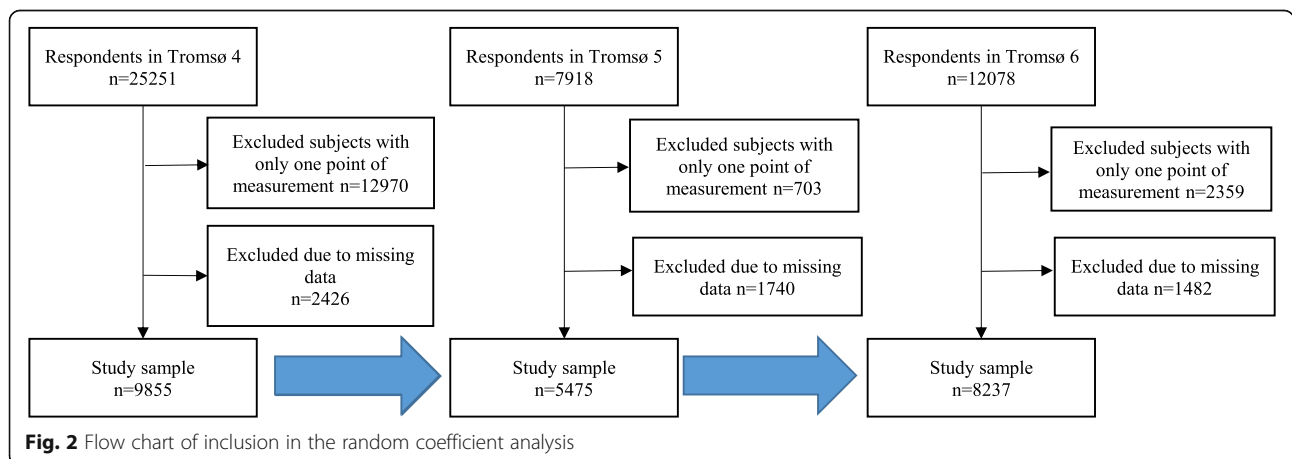 Respondents in Tromsø 4
n=25251
Excluded subjects with
only one point of
measurement n=12970
Excluded due to missing
data
n=2426
Study sample
n=9855
Respondents in Tromsø 5
n=7918
Excluded subjects with
only one point of
measurement n=703
Excluded due to missing
data n=1740
Study sample
n=5475
Respondents in Tromsø 6
n=12078
Excluded subjects with
only one point of
measurement n=2359
Excluded due to missing
data n=1482
Study sample
n=8237
Fig. 2 Flow chart of inclusion in the random coefficient analysis